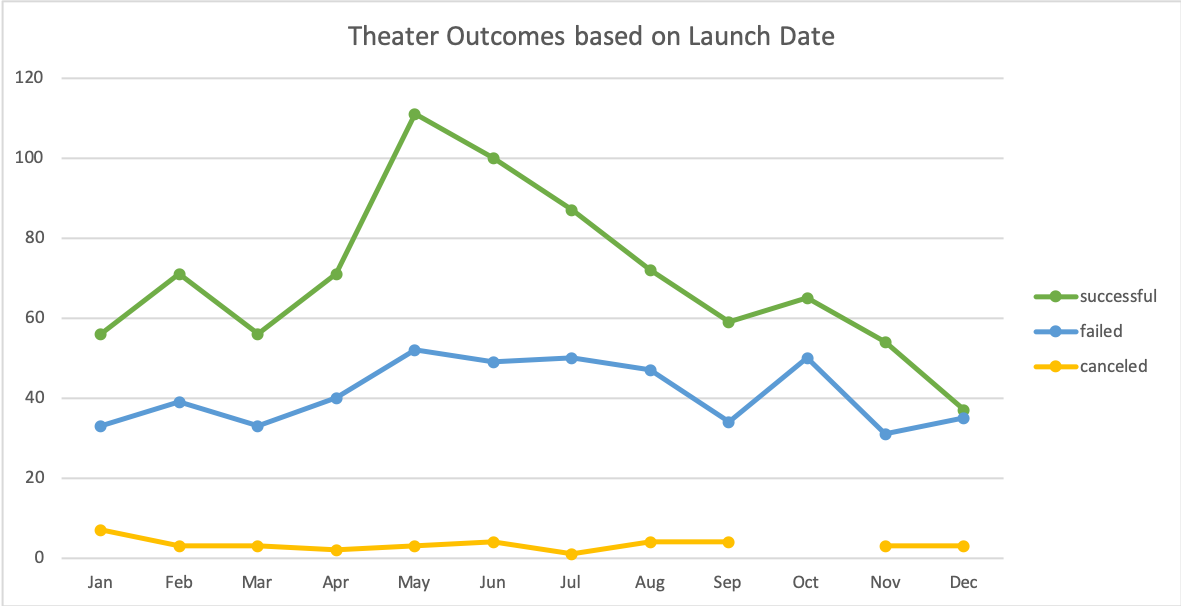 Theater Outcomes based on Launch Date
120
100
80
60
40
20
0
Jan Feb Mar Apr May Jun Jul Aug Sep Oct Nov Dec
successful
failed
canceled